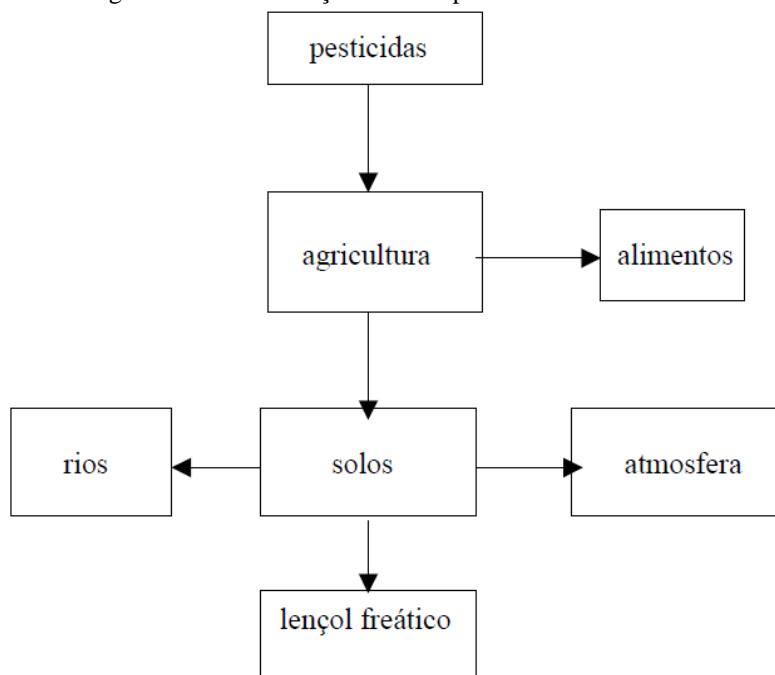 pesticidas
agricultura
alimentos
rios
solos
atmosfera
lençol freático